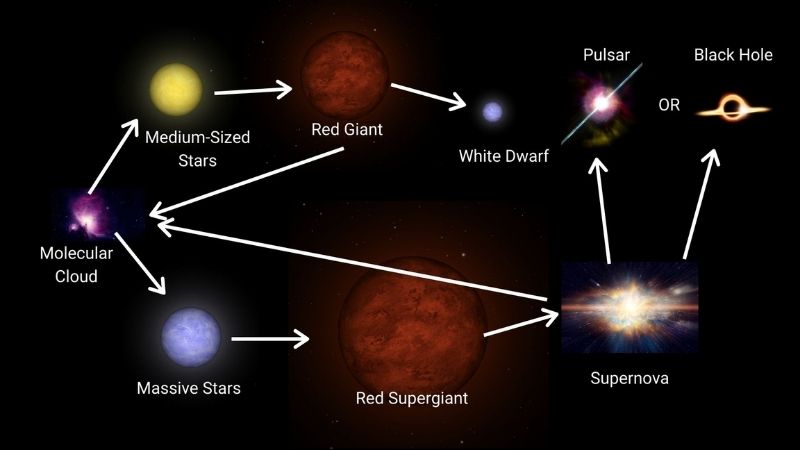 Pulsar
Black Hole
OR
Medium-Sized
Stars
Red Giant
White Dwarf
Molecular
Cloud
Massive Stars
Red Supergiant
Supernova